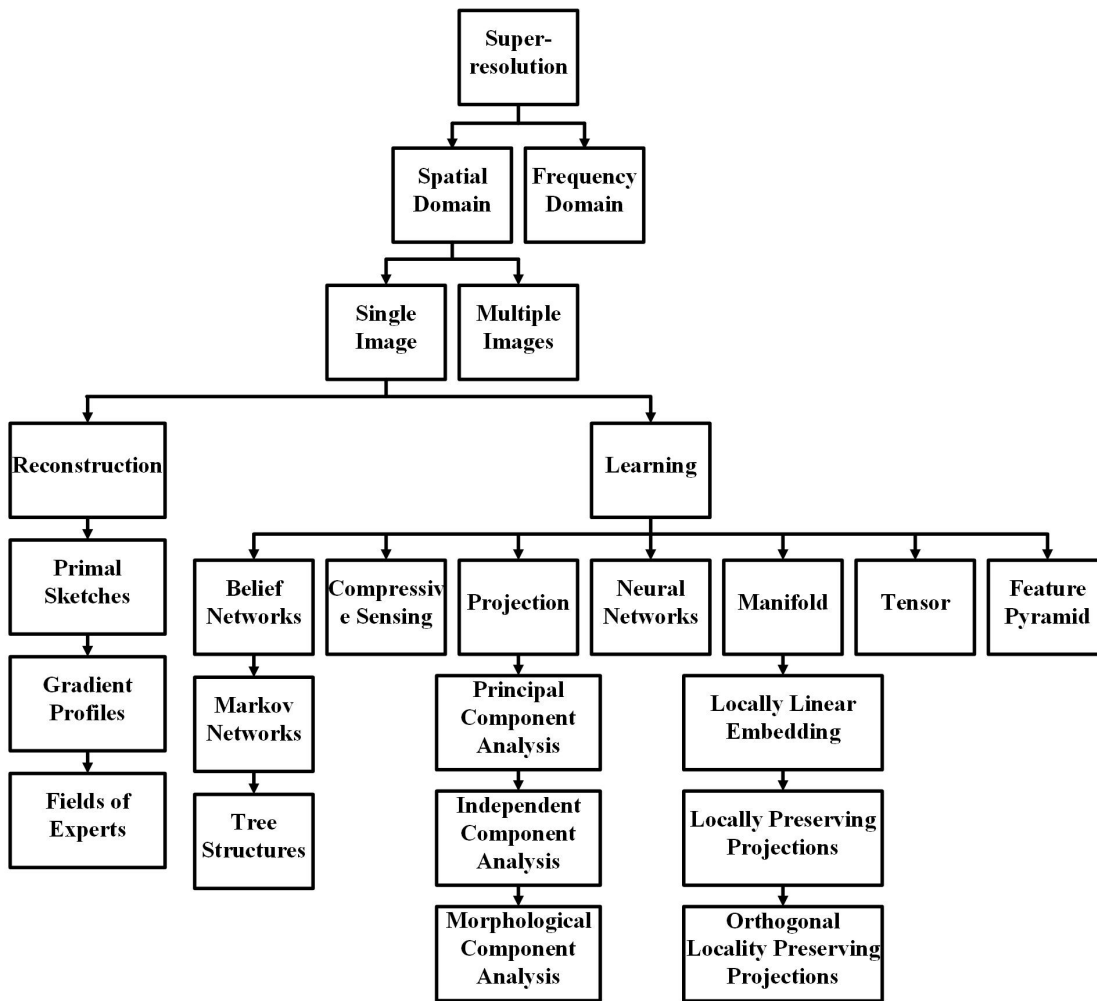 Super-
resolution
Spatial
Domain
Frequency
Domain
Single
Image
Multiple
Images
Reconstruction
Learning
Primal
Sketches
Belief
Networks
Compressiv
e Sensing
Projection
Neural
Networks
Manifold
Tensor
Feature
Pyramid
Gradient
Profiles
Markov
Networks
Principal
Component
Analysis
Locally Linear
Embedding
Fields of
Experts
Tree
Structures
Independent
Component
Analysis
Locally Preserving
Projections
Morphological
Component
Analysis
Orthogonal
Locality Preserving
Projections